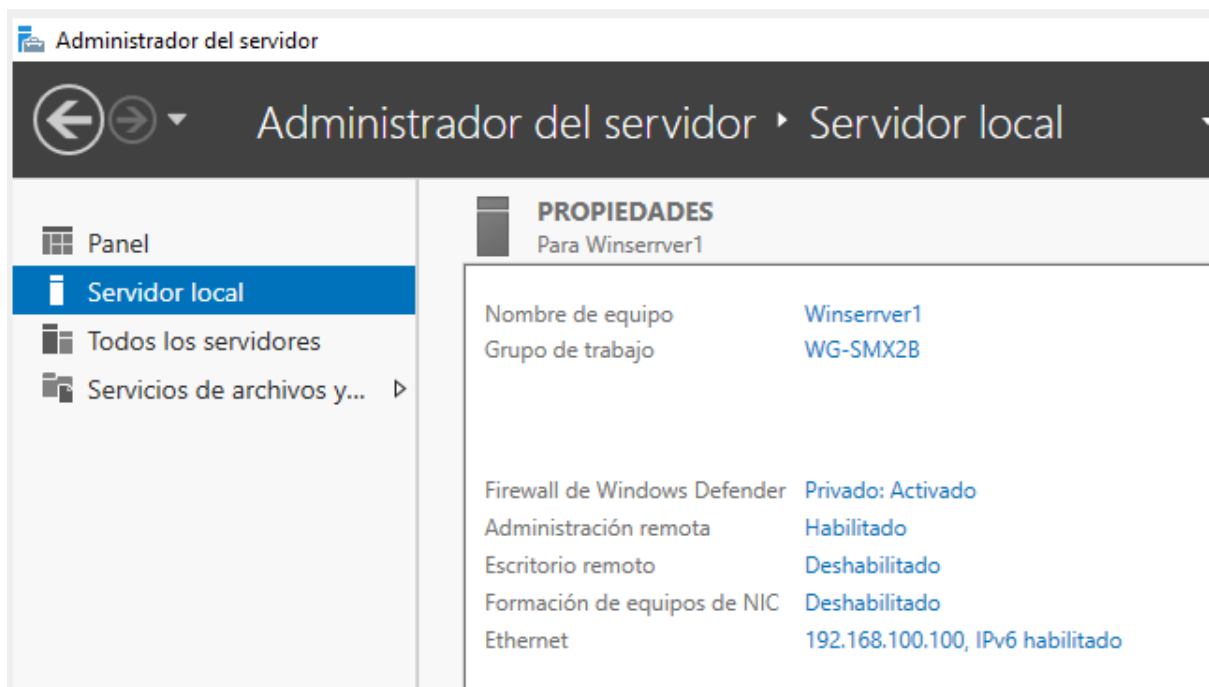 Administrador del servidor
Administrador del servidor ‣ Servidor local
Panel
Servidor local
Todos los servidores
Servicios de archivos y...
PROPIEDADES
Para Winserrver1
Nombre de equipo Winserrver1
Grupo de trabajo WG-SMX2B
Firewall de Windows Defender Privado: Activado
Administración remota Habilitado
Escritorio remoto Deshabilitado
Formación de equipos de NIC Deshabilitado
Ethernet 192.168.100.100, IPv6 habilitado